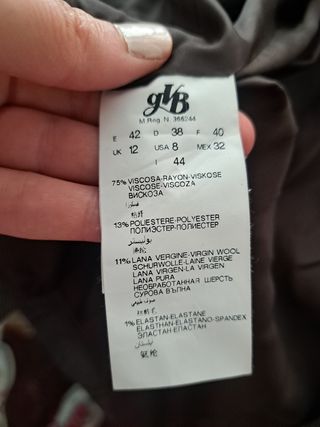 gVB
M.Reg. N. 366244
E 42 D 38 F 40
UK 12 USA 8 MEX 32
I 44
75% VISCOSA-RAYON-VISKOSE
VISCOSE-VISCOZA
ВИСКОЗА
13% POLIESTERE-POLYESTER
ПОЛИЭСТЕР-ПОЛИЕСТЕР
11% LANA VERGINE-VIRGIN WOOL
SCHURWOLLE-LAINE VIERGE
LANA VIRGEN-LA VIRGEN
LANA PURA
НЕОБРАБОТАННАЯ ШЕРСТЬ
СУРОВА ВЪЛНА
1% ELASTAN-ELASTANE
ELASTHAN-ELASTANO-SPANDEX
ЭЛАСТАН-ЕЛАСТАН